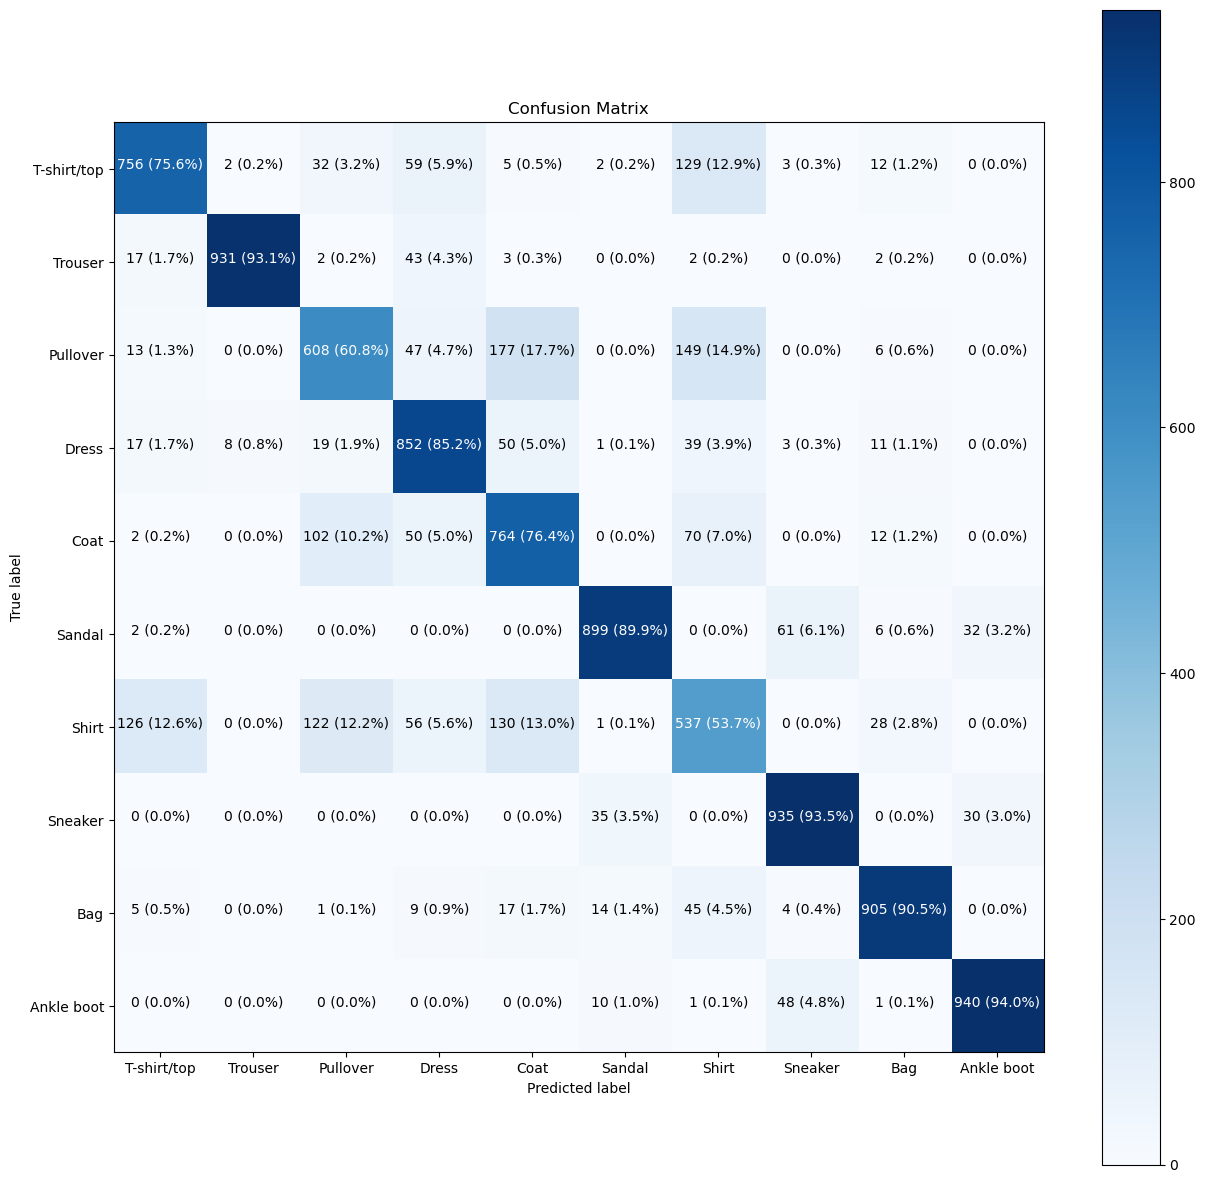 Confusion Matrix
T-shirt/top 756 (75.6%) 2 (0.2%) 32 (3.2%) 59 (5.9%) 5 (0.5%) 2 (0.2%) 129 (12.9%) 3 (0.3%) 12 (1.2%) 0 (0.0%)
Trouser 17 (1.7%) 931 (93.1%) 2 (0.2%) 43 (4.3%) 3 (0.3%) 0 (0.0%) 2 (0.2%) 0 (0.0%) 2 (0.2%) 0 (0.0%)
Pullover 13 (1.3%) 0 (0.0%) 608 (60.8%) 47 (4.7%) 177 (17.7%) 0 (0.0%) 149 (14.9%) 0 (0.0%) 6 (0.6%) 0 (0.0%)
Dress 17 (1.7%) 8 (0.8%) 19 (1.9%) 852 (85.2%) 50 (5.0%) 1 (0.1%) 39 (3.9%) 3 (0.3%) 11 (1.1%) 0 (0.0%)
Coat 2 (0.2%) 0 (0.0%) 102 (10.2%) 50 (5.0%) 764 (76.4%) 0 (0.0%) 70 (7.0%) 0 (0.0%) 12 (1.2%) 0 (0.0%)
Sandal 2 (0.2%) 0 (0.0%) 0 (0.0%) 0 (0.0%) 0 (0.0%) 899 (89.9%) 0 (0.0%) 61 (6.1%) 6 (0.6%) 32 (3.2%)
Shirt 126 (12.6%) 0 (0.0%) 122 (12.2%) 56 (5.6%) 130 (13.0%) 1 (0.1%) 537 (53.7%) 0 (0.0%) 28 (2.8%) 0 (0.0%)
Sneaker 0 (0.0%) 0 (0.0%) 0 (0.0%) 0 (0.0%) 0 (0.0%) 35 (3.5%) 0 (0.0%) 935 (93.5%) 0 (0.0%) 30 (3.0%)
Bag 5 (0.5%) 0 (0.0%) 1 (0.1%) 9 (0.9%) 17 (1.7%) 14 (1.4%) 45 (4.5%) 4 (0.4%) 905 (90.5%) 0 (0.0%)
Ankle boot 0 (0.0%) 0 (0.0%) 0 (0.0%) 0 (0.0%) 0 (0.0%) 10 (1.0%) 1 (0.1%) 48 (4.8%) 1 (0.1%) 940 (94.0%)
T-shirt/top Trouser Pullover Dress Coat Sandal Shirt Sneaker Bag Ankle boot
Predicted label
True label
800
600
400
200
0